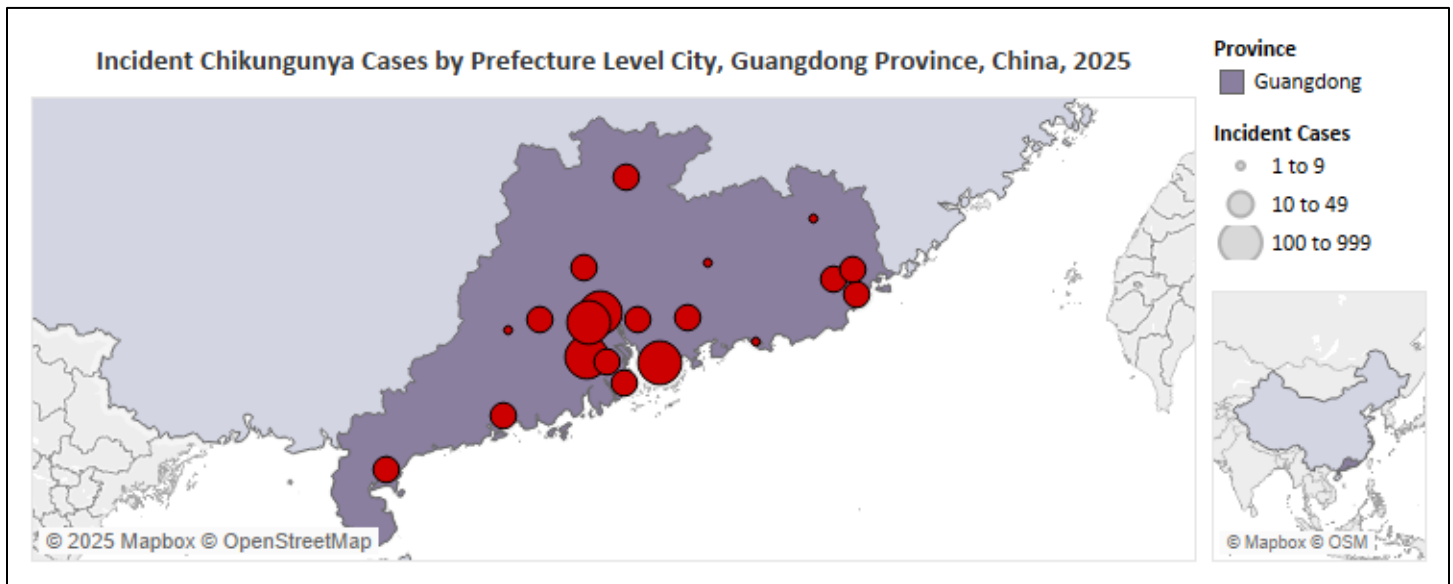 Incident Chikungunya Cases by Prefecture Level City, Guangdong Province, China, 2025
Province
Guangdong
Incident Cases
1 to 9
10 to 49
100 to 999
© 2025 Mapbox © OpenStreetMap
© Mapbox © OSM